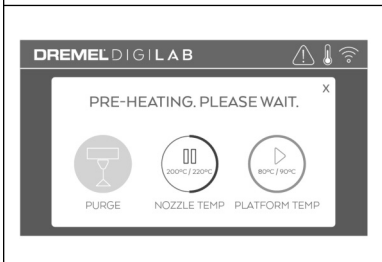 DREMEL DIGILAB
X
PRE-HEATING, PLEASE WAIT.
200ºC / 220ºC
80ºC / 90ºC
PURGE
NOZZLE TEMP
PLATFORM TEMP